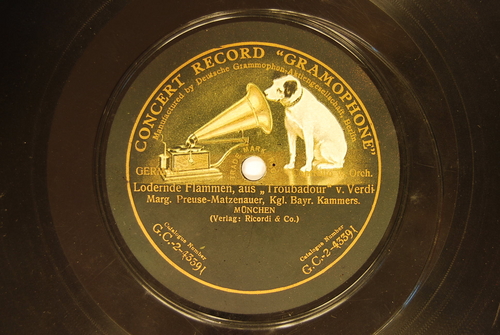 CONCERT RECORD "GRAMOPHONE"
Manufactured by Deutsche Grammophon-Aktiengesellschaft, Berlin.
TRADE MARK
GERM Orch.
Lodernde Flammen, aus „Troubadour" v. Verdi
Marg. Preuse-Matzenauer, Kgl. Bayr. Kammers.
MÜNCHEN
(Verlag: Ricordi & Co.)
Catalogue Number
G.C.-2-43391
Catalogue Number
G.C.-2-43391